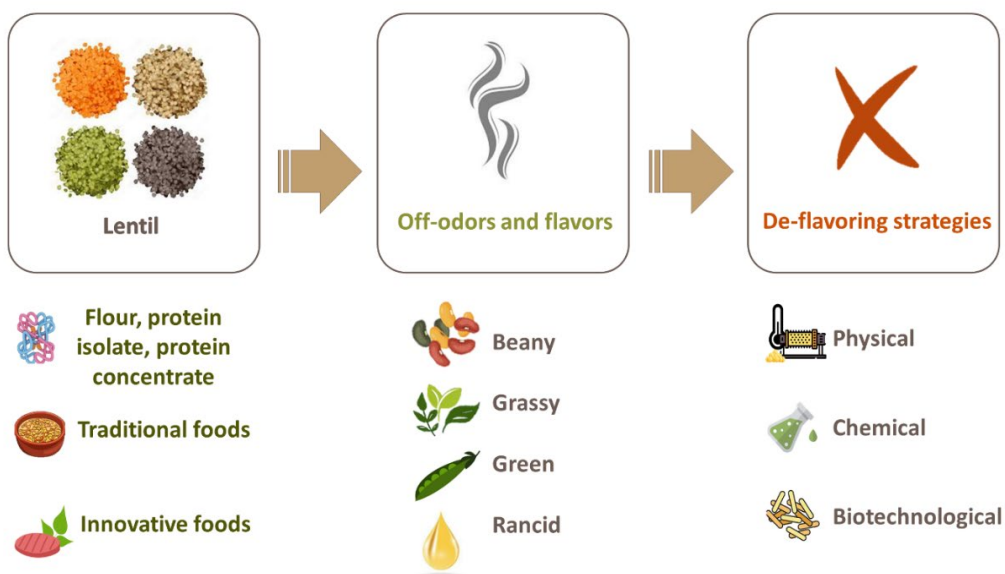 Lentil
Off-odors and flavors
De-flavoring strategies
Flour, protein
isolate, protein
concentrate
Traditional foods
Innovative foods
Beany
Grassy
Green
Rancid
Physical
Chemical
Biotechnological